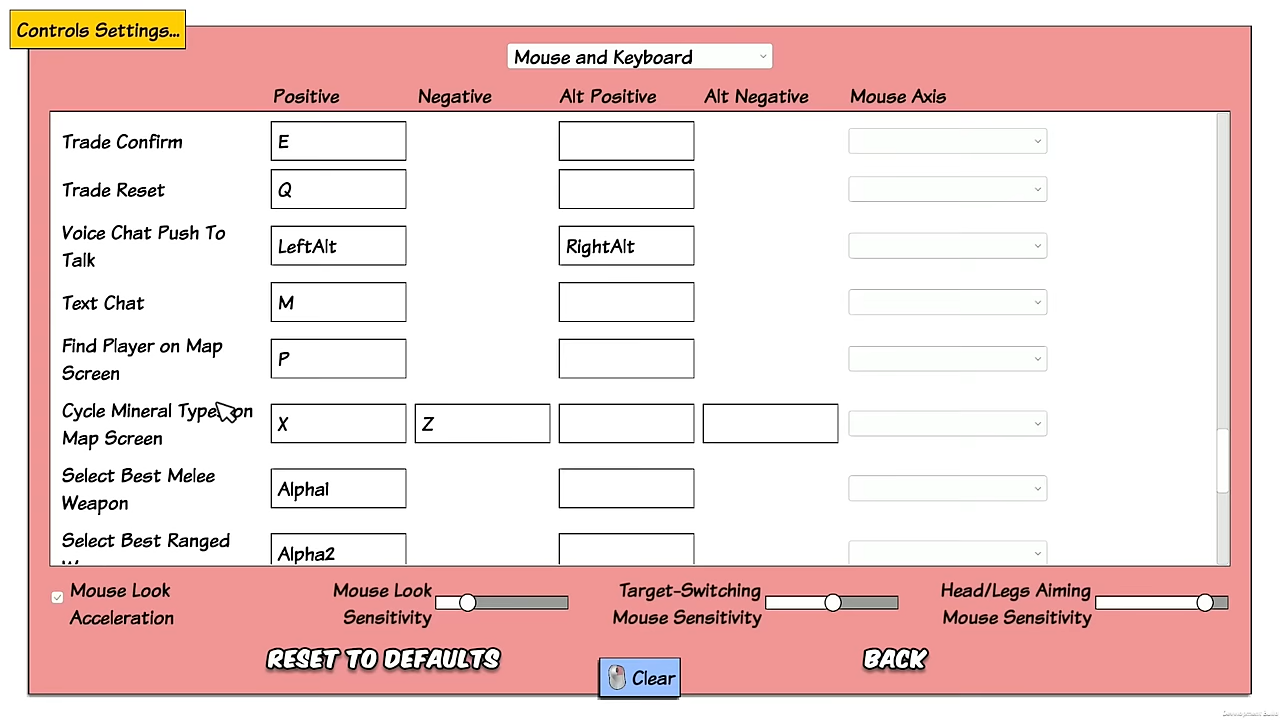 Controls Settings...
Mouse and Keyboard
Positive Negative Alt Positive Alt Negative Mouse Axis
Trade Confirm E
Trade Reset Q
Voice Chat Push To
Talk
LeftAlt RightAlt
Text Chat M
Find Player on Map
Screen
P
Cycle Mineral Type on
Map Screen
X Z
Select Best Melee
Weapon
Alpha1
Select Best Ranged
Alpha2
Mouse Look
Acceleration
Mouse Look
Sensitivity
Target-Switching
Mouse Sensitivity
Head/Legs Aiming
Mouse Sensitivity
RESET TO DEFAULTS
Clear
BACK
Development Build